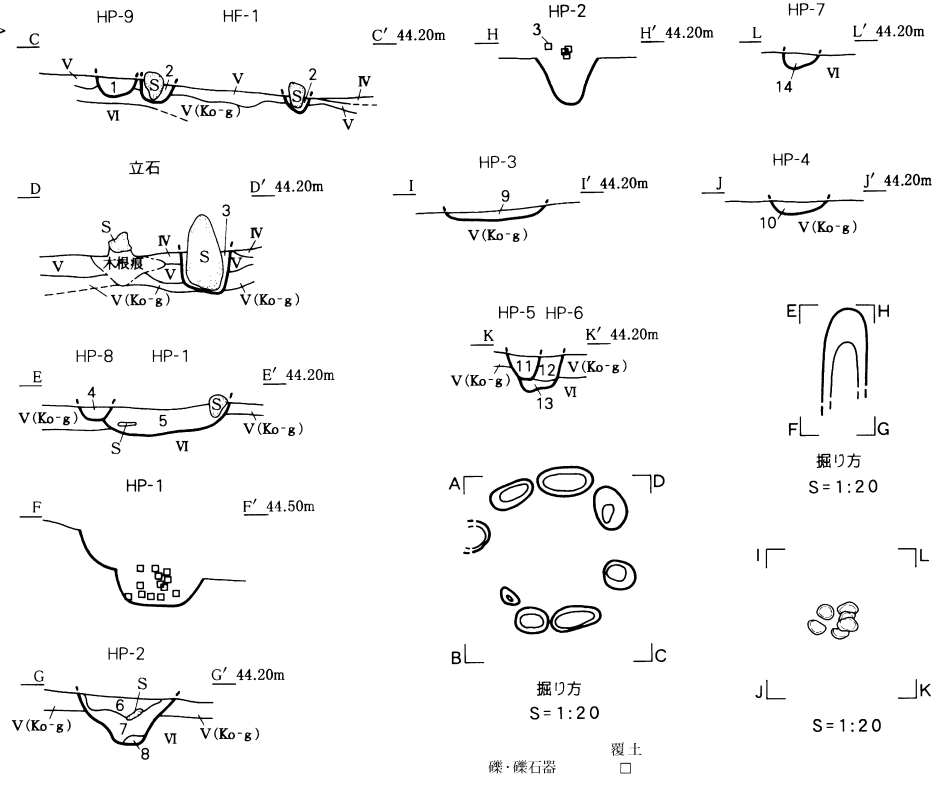 HP-9 HF-1
C C′ 44.20m
V 1 S 2 V S 2 IV
VI V(Ko-g) V
立石
D D′ 44.20m
S IV S 3 IV
V 木根痕 V V
V(Ko-g) V(Ko-g)
HP-8 HP-1
E E′ 44.20m
4 5 S
V(Ko-g) S VI V(Ko-g)
HP-1
F F′ 44.50m
HP-2
G G′ 44.20m
S
6
7
V(Ko-g) 8 VI V(Ko-g)
HP-2
H 3 H′ 44.20m
HP-7
L L′ 44.20m
14 VI
HP-3
I I′ 44.20m
9
V(Ko-g)
HP-4
J J′ 44.20m
10 V(Ko-g)
HP-5 HP-6
K K′ 44.20m
V(Ko-g) 11 12 V(Ko-g)
13 VI
E H
F G
掘り方
S=1:20
A D
B C
掘り方
S=1:20
I L
J K
S=1:20
覆土
礫・礫石器 □